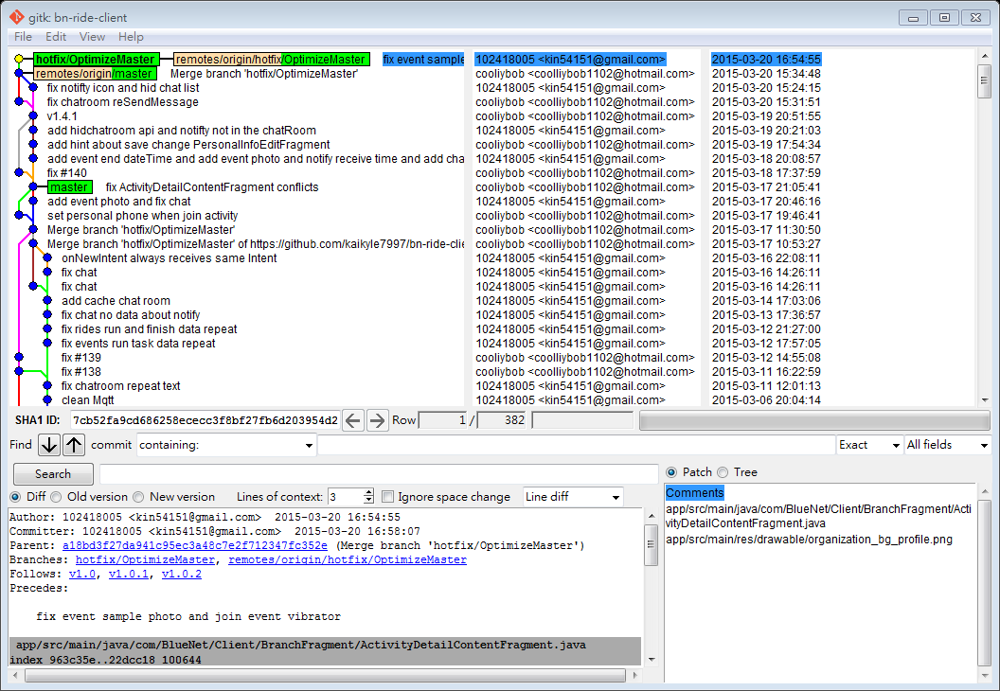 gitk: bn-ride-client
File Edit View Help
hotfix/OptimizeMaster remotes/origin/hotfix/OptimizeMaster fix event sample 102418005 <kin54151@gmail.com> 2015-03-20 16:54:55
remotes/origin/master Merge branch 'hotfix/OptimizeMaster' cooliybob <coolliybob1102@hotmail.com> 2015-03-20 15:34:48
fix notifty icon and hid chat list 102418005 <kin54151@gmail.com> 2015-03-20 15:24:15
fix chatroom reSendMessage cooliybob <coolliybob1102@hotmail.com> 2015-03-20 15:31:51
v1.4.1 cooliybob <coolliybob1102@hotmail.com> 2015-03-19 20:51:55
add hidchatroom api and notifty not in the chatRoom 102418005 <kin54151@gmail.com> 2015-03-19 20:21:03
add hint about save change PersonalInfoEditFragment cooliybob <coolliybob1102@hotmail.com> 2015-03-19 17:54:34
add event end dateTime and add event photo and notify receive time and add cha 102418005 <kin54151@gmail.com> 2015-03-18 20:08:57
fix #140 cooliybob <coolliybob1102@hotmail.com> 2015-03-18 17:37:59
master fix ActivityDetailContentFragment conflicts cooliybob <coolliybob1102@hotmail.com> 2015-03-17 21:05:41
add event photo and fix chat 102418005 <kin54151@gmail.com> 2015-03-17 20:46:16
set personal phone when join activity cooliybob <coolliybob1102@hotmail.com> 2015-03-17 19:46:41
Merge branch 'hotfix/OptimizeMaster' cooliybob <coolliybob1102@hotmail.com> 2015-03-17 11:30:50
Merge branch 'hotfix/OptimizeMaster' of https://github.com/kaikyle7997/bn-ride-clie cooliybob <coolliybob1102@hotmail.com> 2015-03-17 10:53:27
onNewIntent always receives same Intent 102418005 <kin54151@gmail.com> 2015-03-16 22:08:11
fix chat 102418005 <kin54151@gmail.com> 2015-03-16 14:26:11
fix chat 102418005 <kin54151@gmail.com> 2015-03-16 14:26:11
add cache chat room 102418005 <kin54151@gmail.com> 2015-03-14 17:03:06
fix chat no data about notify 102418005 <kin54151@gmail.com> 2015-03-13 17:36:57
fix rides run and finish data repeat 102418005 <kin54151@gmail.com> 2015-03-12 21:27:00
fix events run task data repeat 102418005 <kin54151@gmail.com> 2015-03-12 17:57:05
fix #139 cooliybob <coolliybob1102@hotmail.com> 2015-03-12 14:55:08
fix #138 cooliybob <coolliybob1102@hotmail.com> 2015-03-11 16:22:59
fix chatroom repeat text 102418005 <kin54151@gmail.com> 2015-03-11 12:01:13
clean Mqtt 102418005 <kin54151@gmail.com> 2015-03-06 20:04:14
SHA1 ID: 7cb52fa9cd686258ececc3f8bf27fb6d203954d2 Row 1 / 382
Find commit containing: Exact All fields
Search Patch Tree
Diff Old version New version Lines of context: 3 Ignore space change Line diff
Comments
app/src/main/java/com/BlueNet/Client/BranchFragment/Acti
vityDetailContentFragment.java
app/src/main/res/drawable/organization_bg_profile.png
Author: 102418005 <kin54151@gmail.com> 2015-03-20 16:54:55
Committer: 102418005 <kin54151@gmail.com> 2015-03-20 16:58:07
Parent: a18bd3f27da941c95ec3a48c7e2f712347fc352e (Merge branch 'hotfix/OptimizeMaster')
Branches: hotfix/OptimizeMaster, remotes/origin/hotfix/OptimizeMaster
Follows: v1.0, v1.0.1, v1.0.2
Precedes:
fix event sample photo and join event vibrator
app/src/main/java/com/BlueNet/Client/BranchFragment/ActivityDetailContentFragment.java
index 963c35e..22dcc18 100644